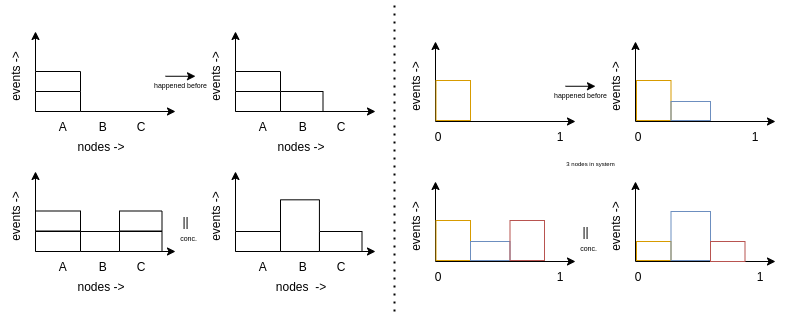 events ->
A B C
nodes ->
happened before
events ->
A B C
nodes ->
events ->
0 1
happened before
events ->
0 1
3 nodes in system
events ->
A B C
nodes ->
||
conc.
events ->
A B C
nodes ->
events ->
0 1
||
conc.
events ->
0 1